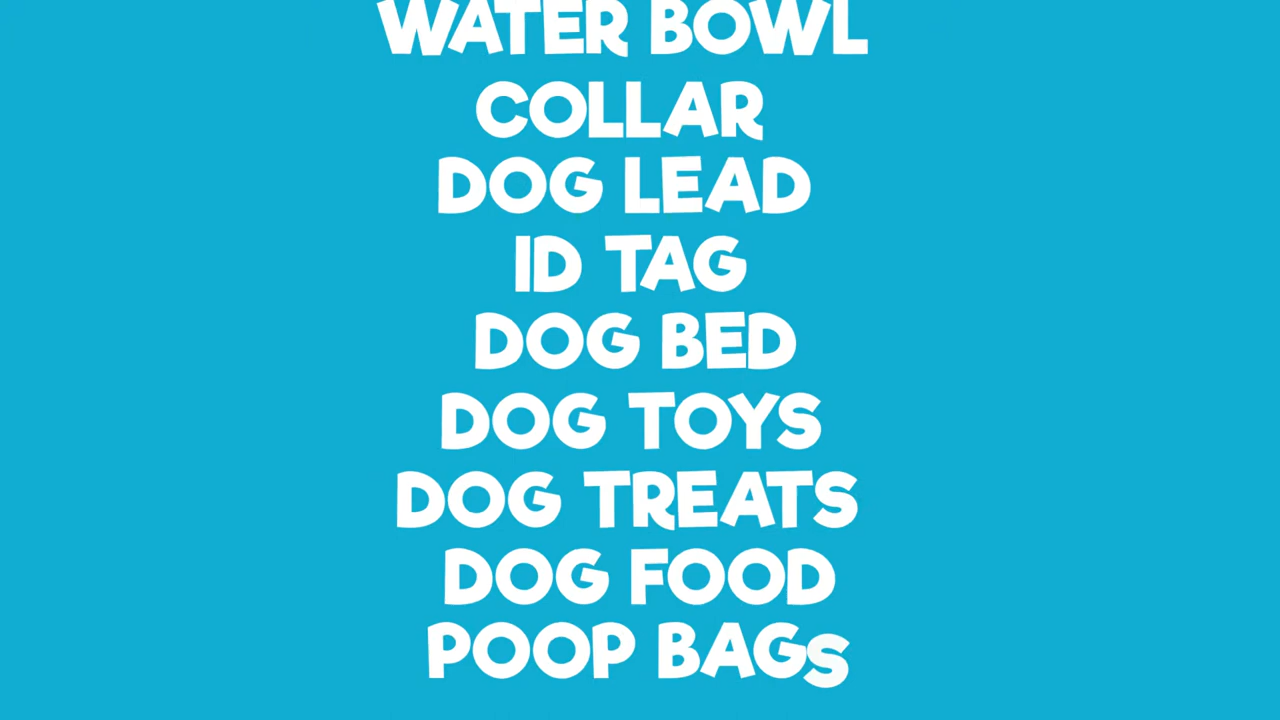 WATER BOWL
COLLAR
DOG LEAD
ID TAG
DOG BED
DOG TOYS
DOG TREATS
DOG FOOD
POOP BAGS